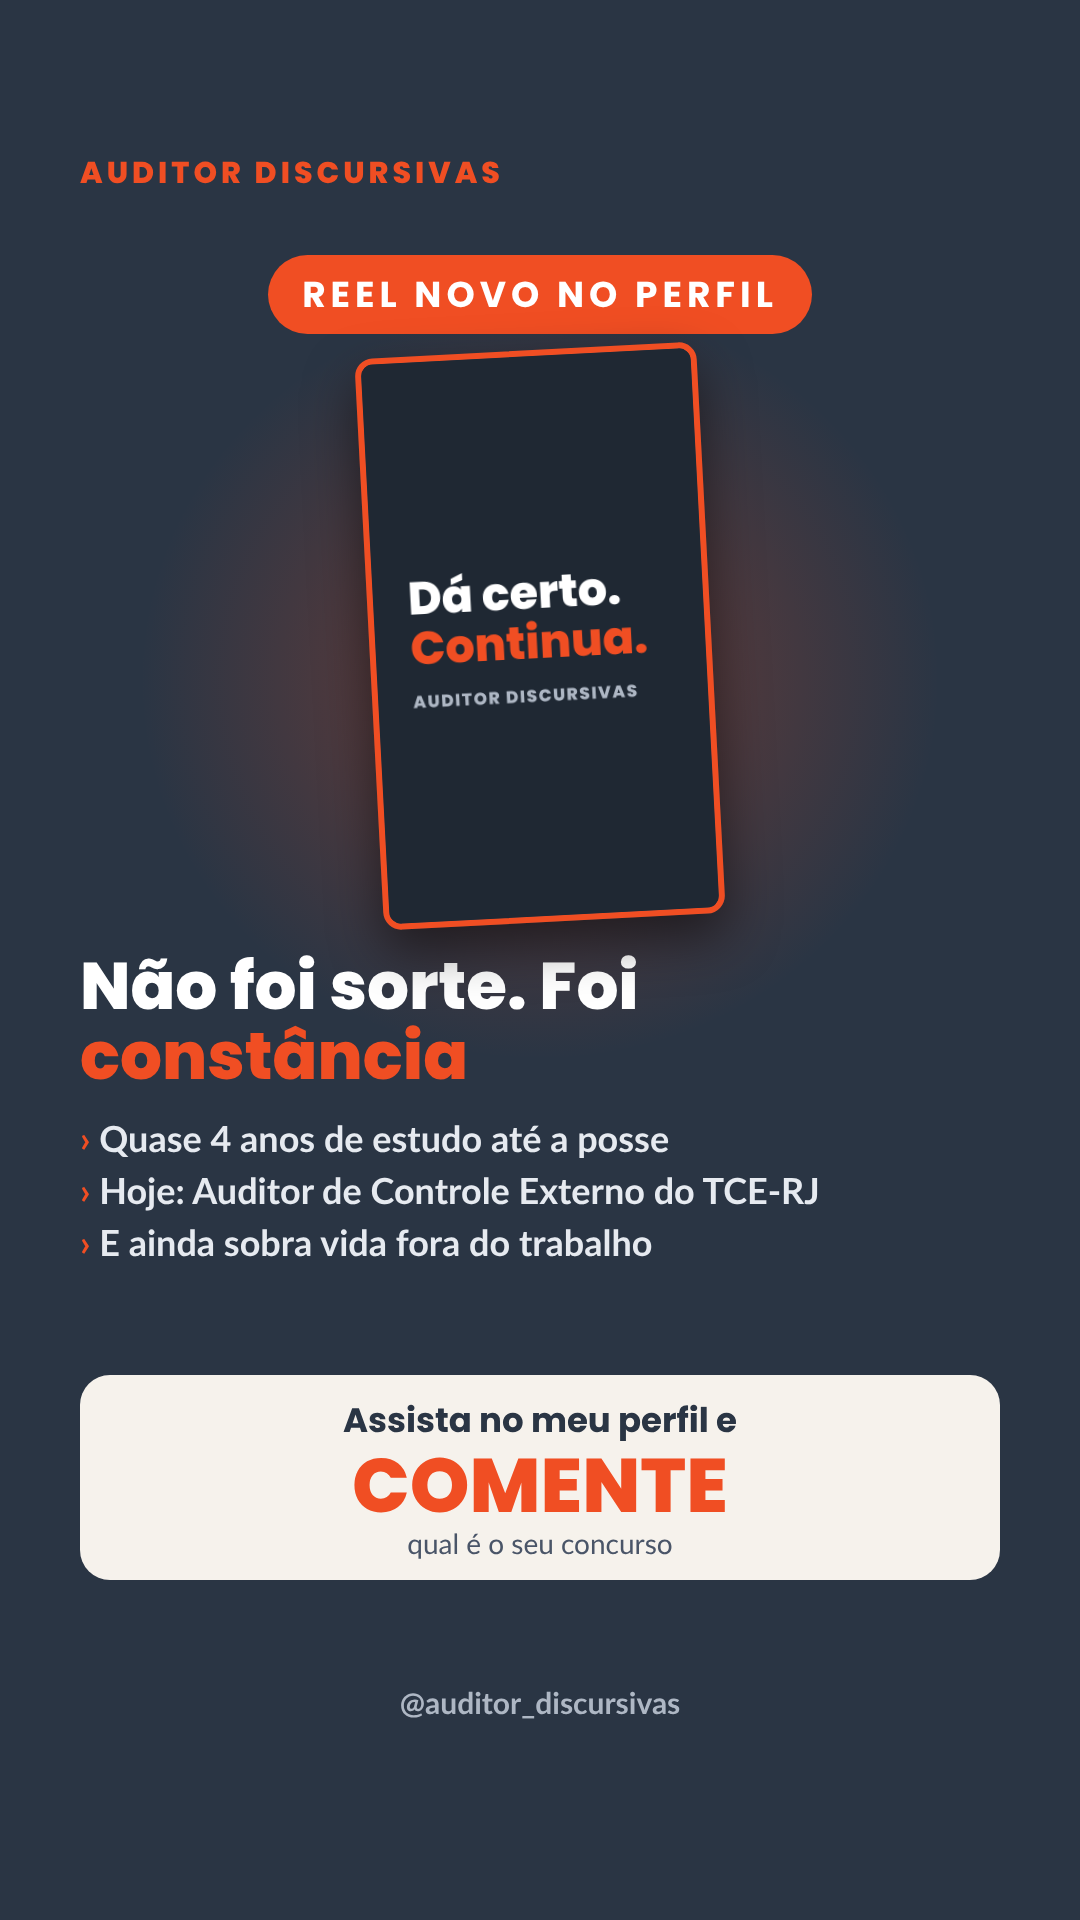 AUDITOR DISCURSIVAS
REEL NOVO NO PERFIL
Dá certo.
Continua.
AUDITOR DISCURSIVAS
Não foi sorte. Foi
constância
› Quase 4 anos de estudo até a posse
› Hoje: Auditor de Controle Externo do TCE-RJ
› E ainda sobra vida fora do trabalho
Assista no meu perfil e
COMENTE
qual é o seu concurso
@auditor_discursivas